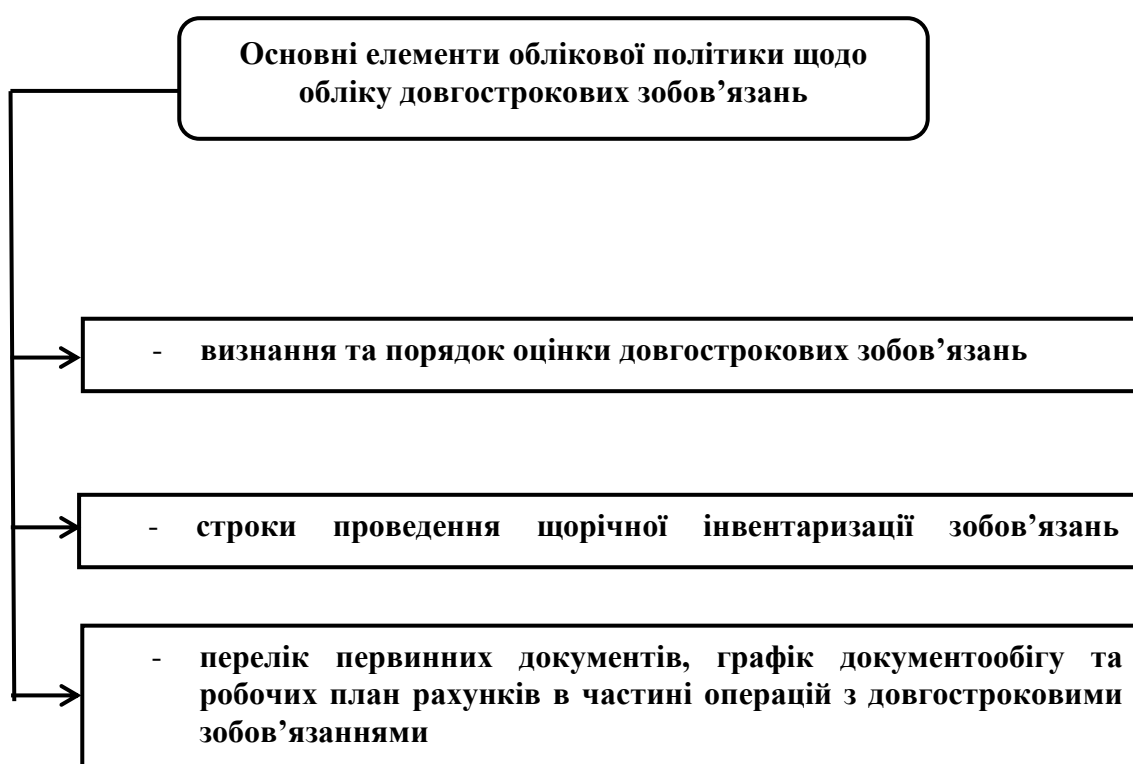 Основні елементи облікової політики щодо
обліку довгострокових зобов’язань
- визнання та порядок оцінки довгострокових зобов’язань
- строки проведення щорічної інвентаризації зобов’язань
- перелік первинних документів, графік документообігу та
робочих план рахунків в частині операцій з довгостроковими
зобов’язаннями